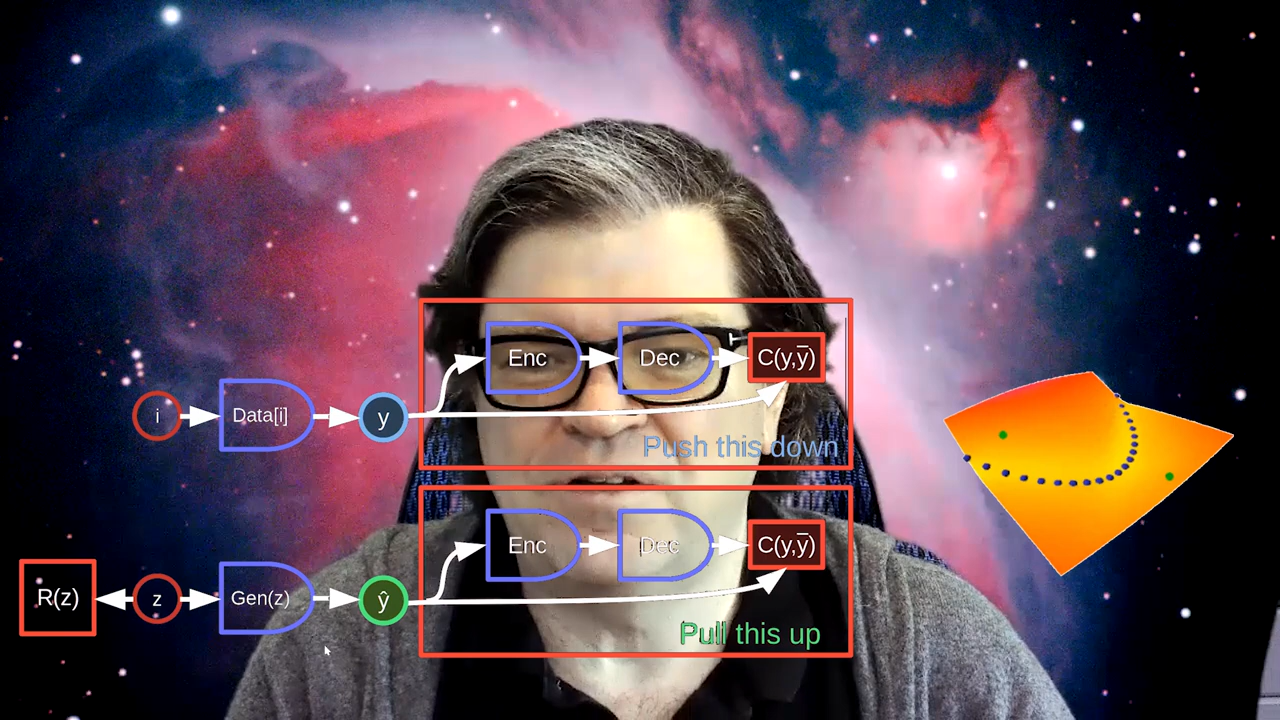 Enc
Dec
C(y,y̅)
i
Data[i]
y
Push this down
Enc
Dec
C(y,y̅)
R(z)
z
Gen(z)
ŷ
Pull this up